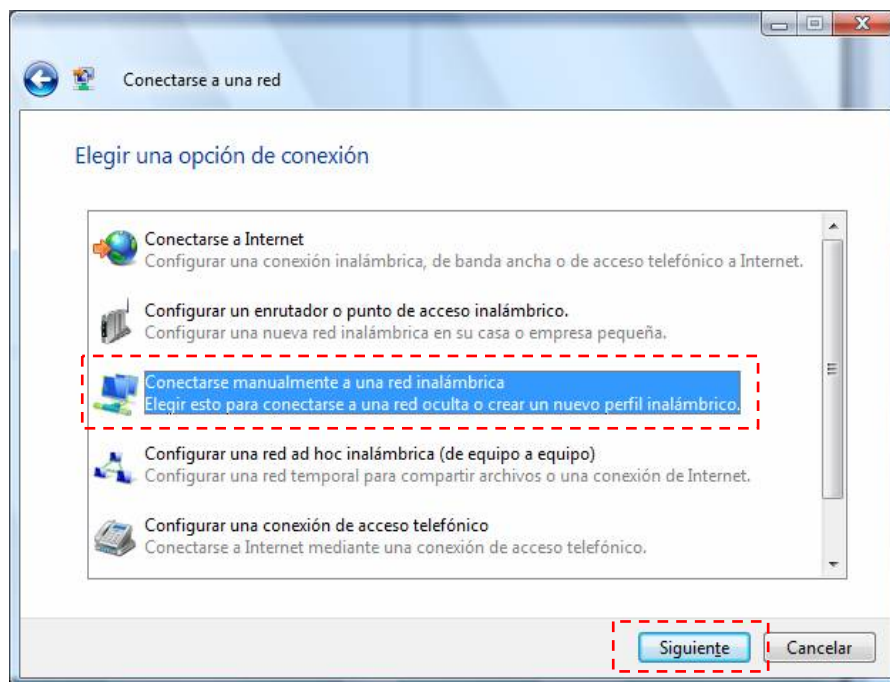 Conectarse a una red
Elegir una opción de conexión
Conectarse a Internet
Configurar una conexión inalámbrica, de banda ancha o de acceso telefónico a Internet.
Configurar un enrutador o punto de acceso inalámbrico.
Configurar una nueva red inalámbrica en su casa o empresa pequeña.
Conectarse manualmente a una red inalámbrica
Elegir esto para conectarse a una red oculta o crear un nuevo perfil inalámbrico.
Configurar una red ad hoc inalámbrica (de equipo a equipo)
Configurar una red temporal para compartir archivos o una conexión de Internet.
Configurar una conexión de acceso telefónico
Conectarse a Internet mediante una conexión de acceso telefónico.
Siguiente
Cancelar